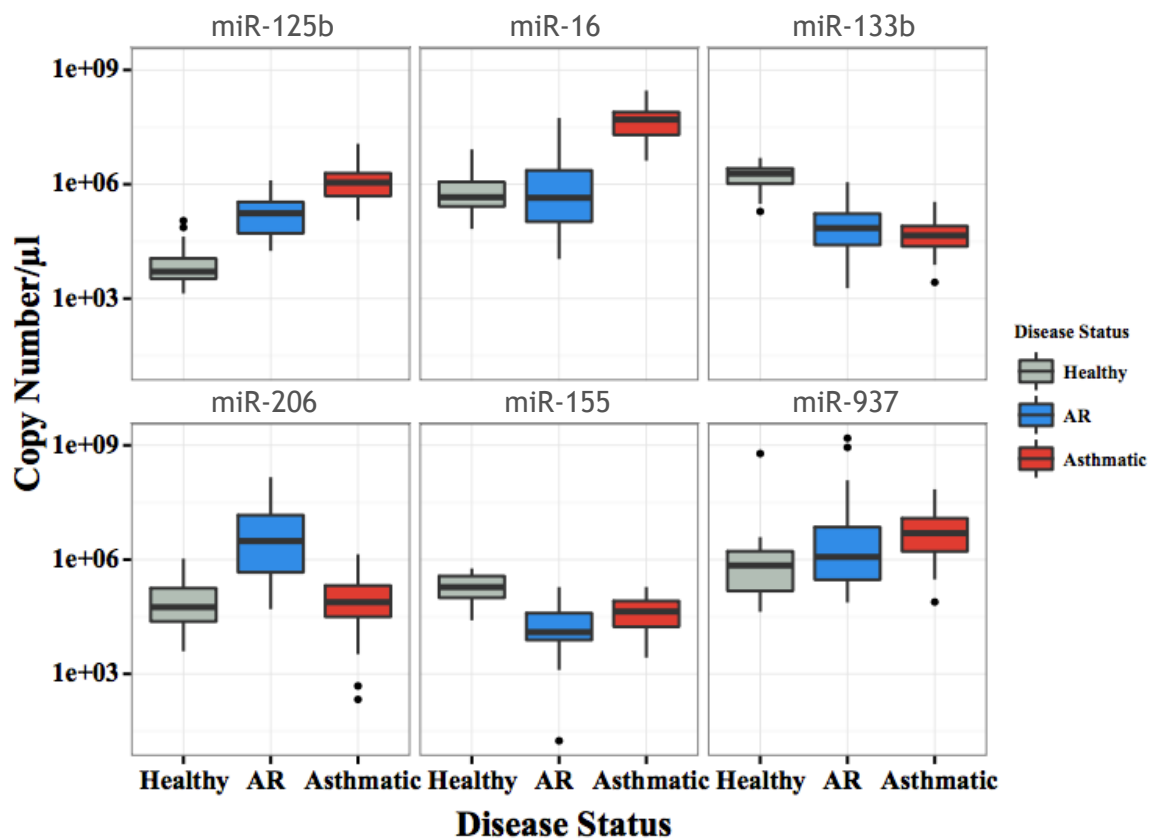 miR-125b miR-16 miR-133b
1e+09
1e+06
1e+03
Copy Number/µl
miR-206 miR-155 miR-937
1e+09
1e+06
1e+03
Healthy AR Asthmatic Healthy AR Asthmatic Healthy AR Asthmatic
Disease Status
Disease Status
Healthy
AR
Asthmatic